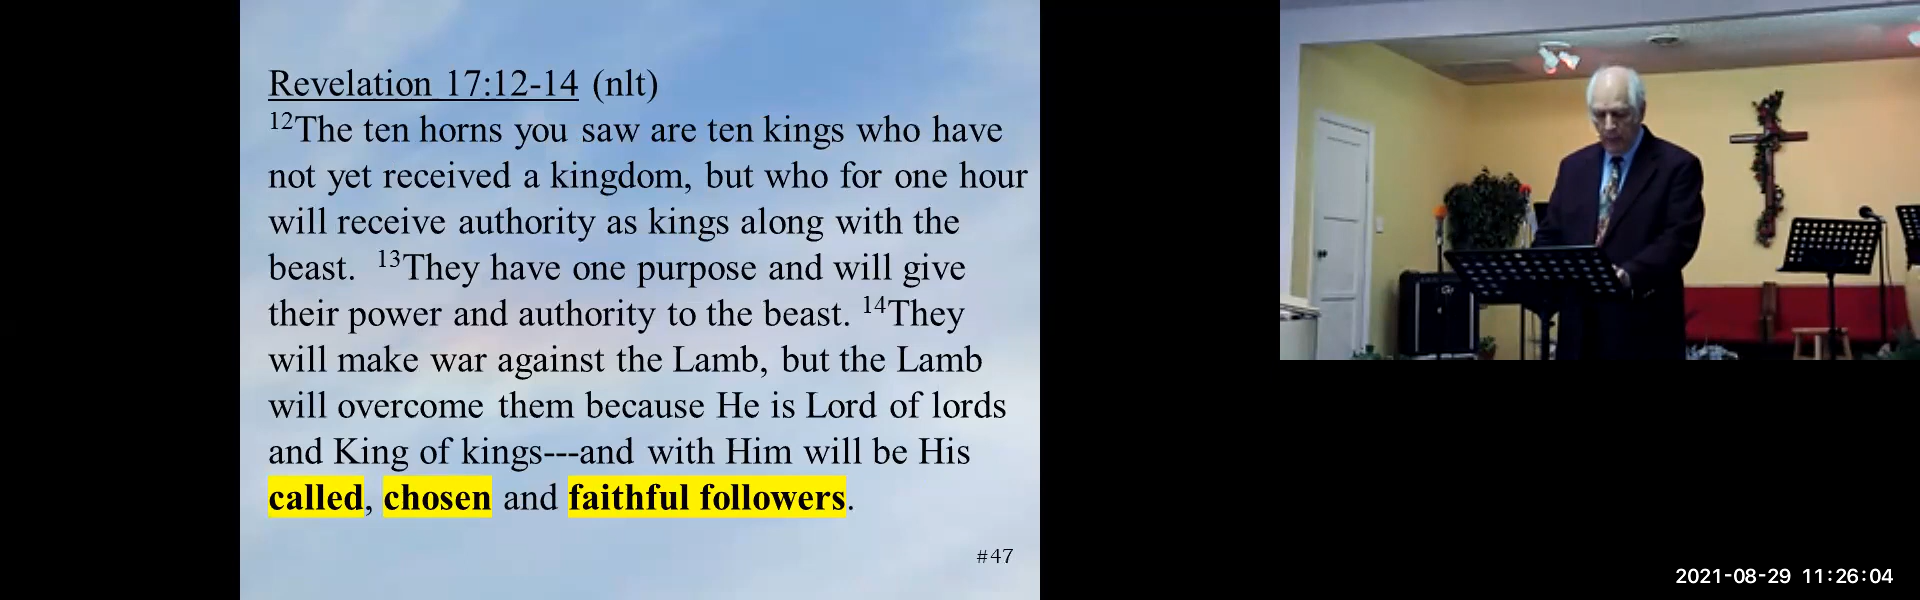 Revelation 17:12-14 (nlt)
12The ten horns you saw are ten kings who have
not yet received a kingdom, but who for one hour
will receive authority as kings along with the
beast. 13They have one purpose and will give
their power and authority to the beast. 14They
will make war against the Lamb, but the Lamb
will overcome them because He is Lord of lords
and King of kings---and with Him will be His
called, chosen and faithful followers.
#47
2021-08-29 11:26:04